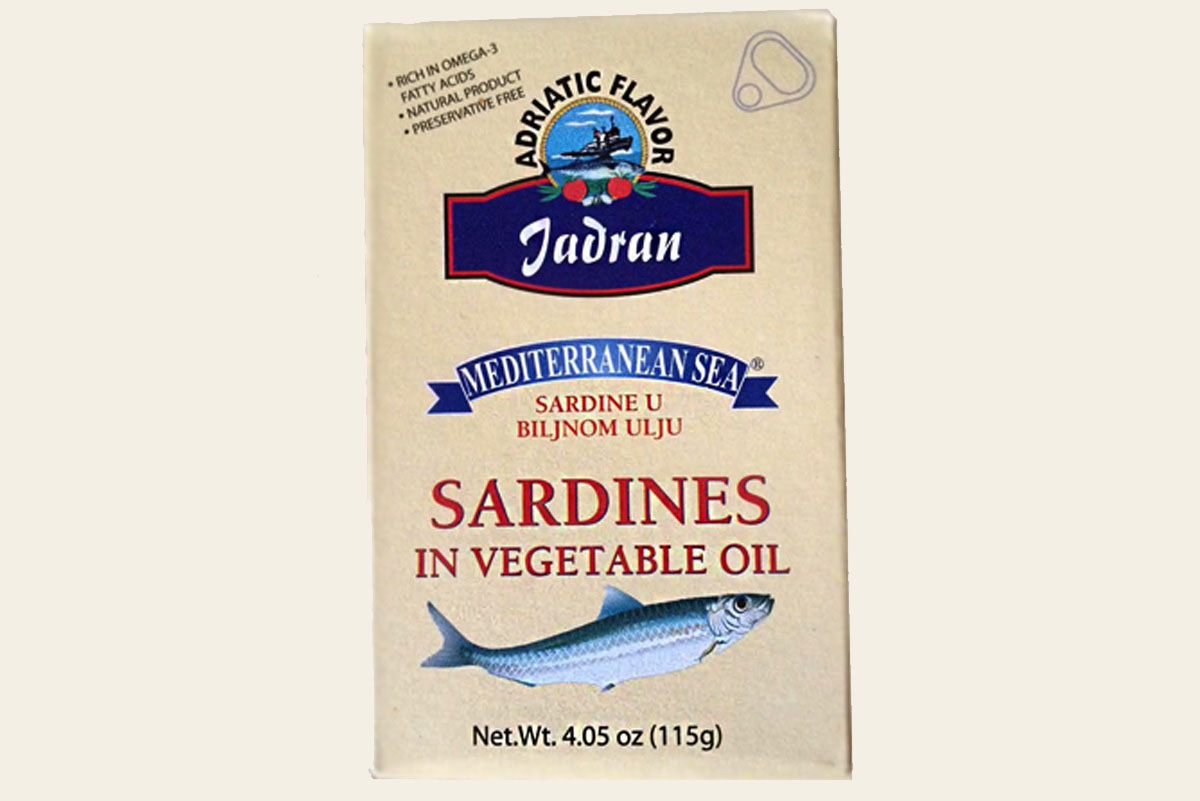 • RICH IN OMEGA-3
FATTY ACIDS
• NATURAL PRODUCT
• PRESERVATIVE FREE
ADRIATIC FLAVOR
Jadran
MEDITERRANEAN SEA®
SARDINE U
BILJNOM ULJU
SARDINES
IN VEGETABLE OIL
Net.Wt. 4.05 oz (115g)